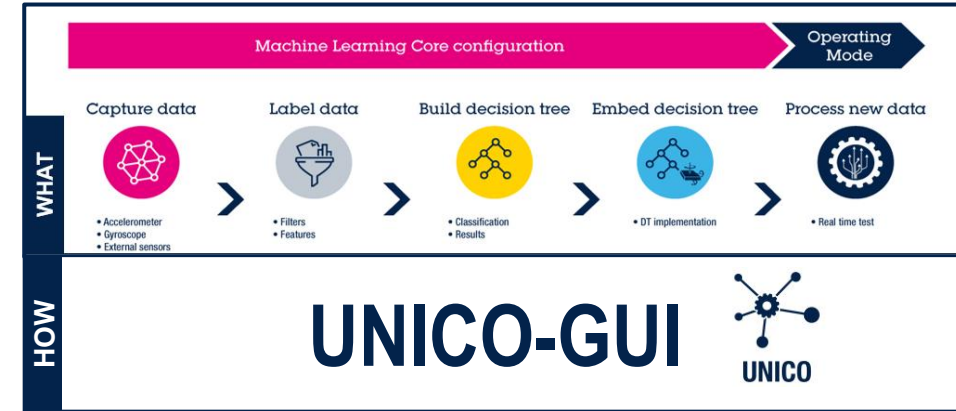 Machine Learning Core configuration
Operating
Mode
WHAT
Capture data
Label data
Build decision tree
Embed decision tree
Process new data
• Accelerometer
• Gyroscope
• External sensors
• Filters
• Features
• Classification
• Results
• DT implementation
• Real time test
HOW
UNICO-GUI
UNICO